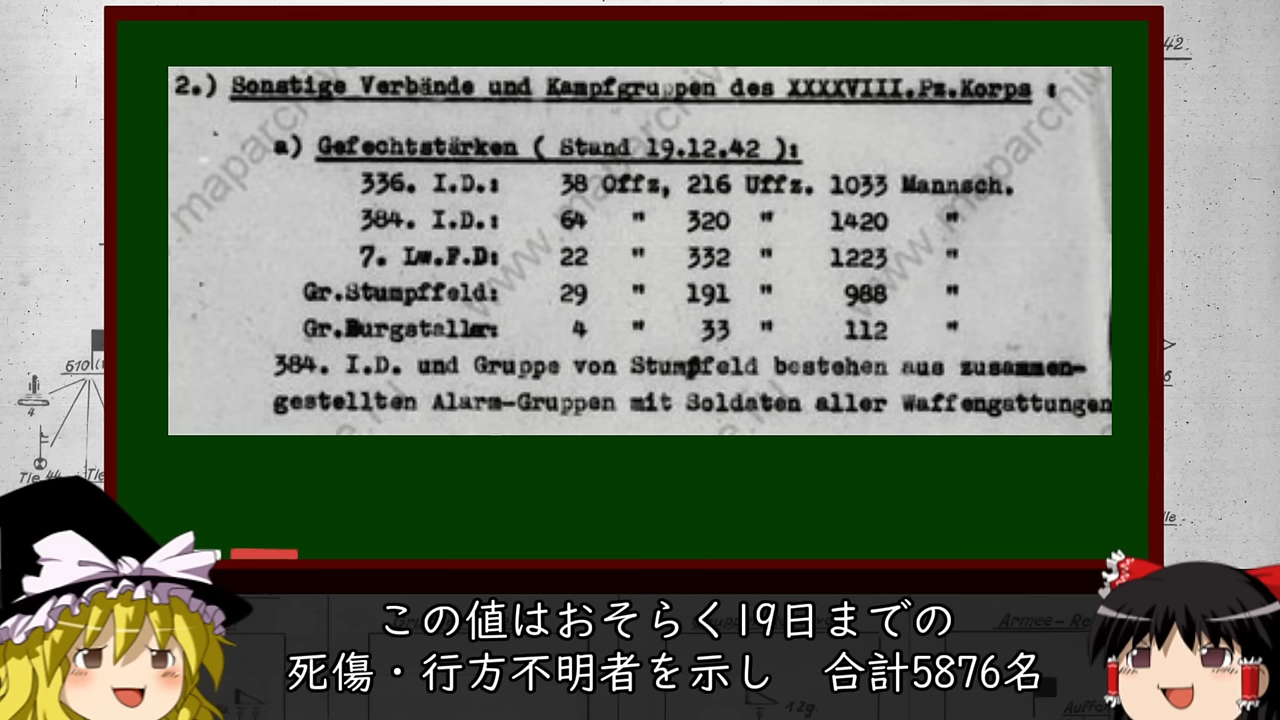 2.) Sonstige Verbände und Kampfgruppen des XXXXVIII.Pz.Korps :
a) Gefechtstärken ( Stand 19.12.42 ):
336. I.D.: 38 Offz, 216 Uffz. 1033 Mannsch.
384. I.D.: 64 " 320 " 1420 "
7. Lw.F.D: 22 " 332 " 1223 "
Gr.Stumpffeld: 29 " 191 " 988 "
Gr.Burgstaller: 4 " 33 " 112 "
384. I.D. und Gruppe von Stumpfeld bestehen aus zusammen-
gestellten Alarm-Gruppen mit Soldaten aller Waffengattungen
この値はおそらく19日までの
死傷・行方不明者を示し　合計5876名